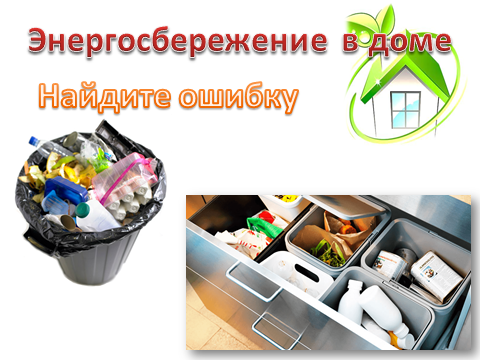 Энергосбережение в доме
Найдите ошибку